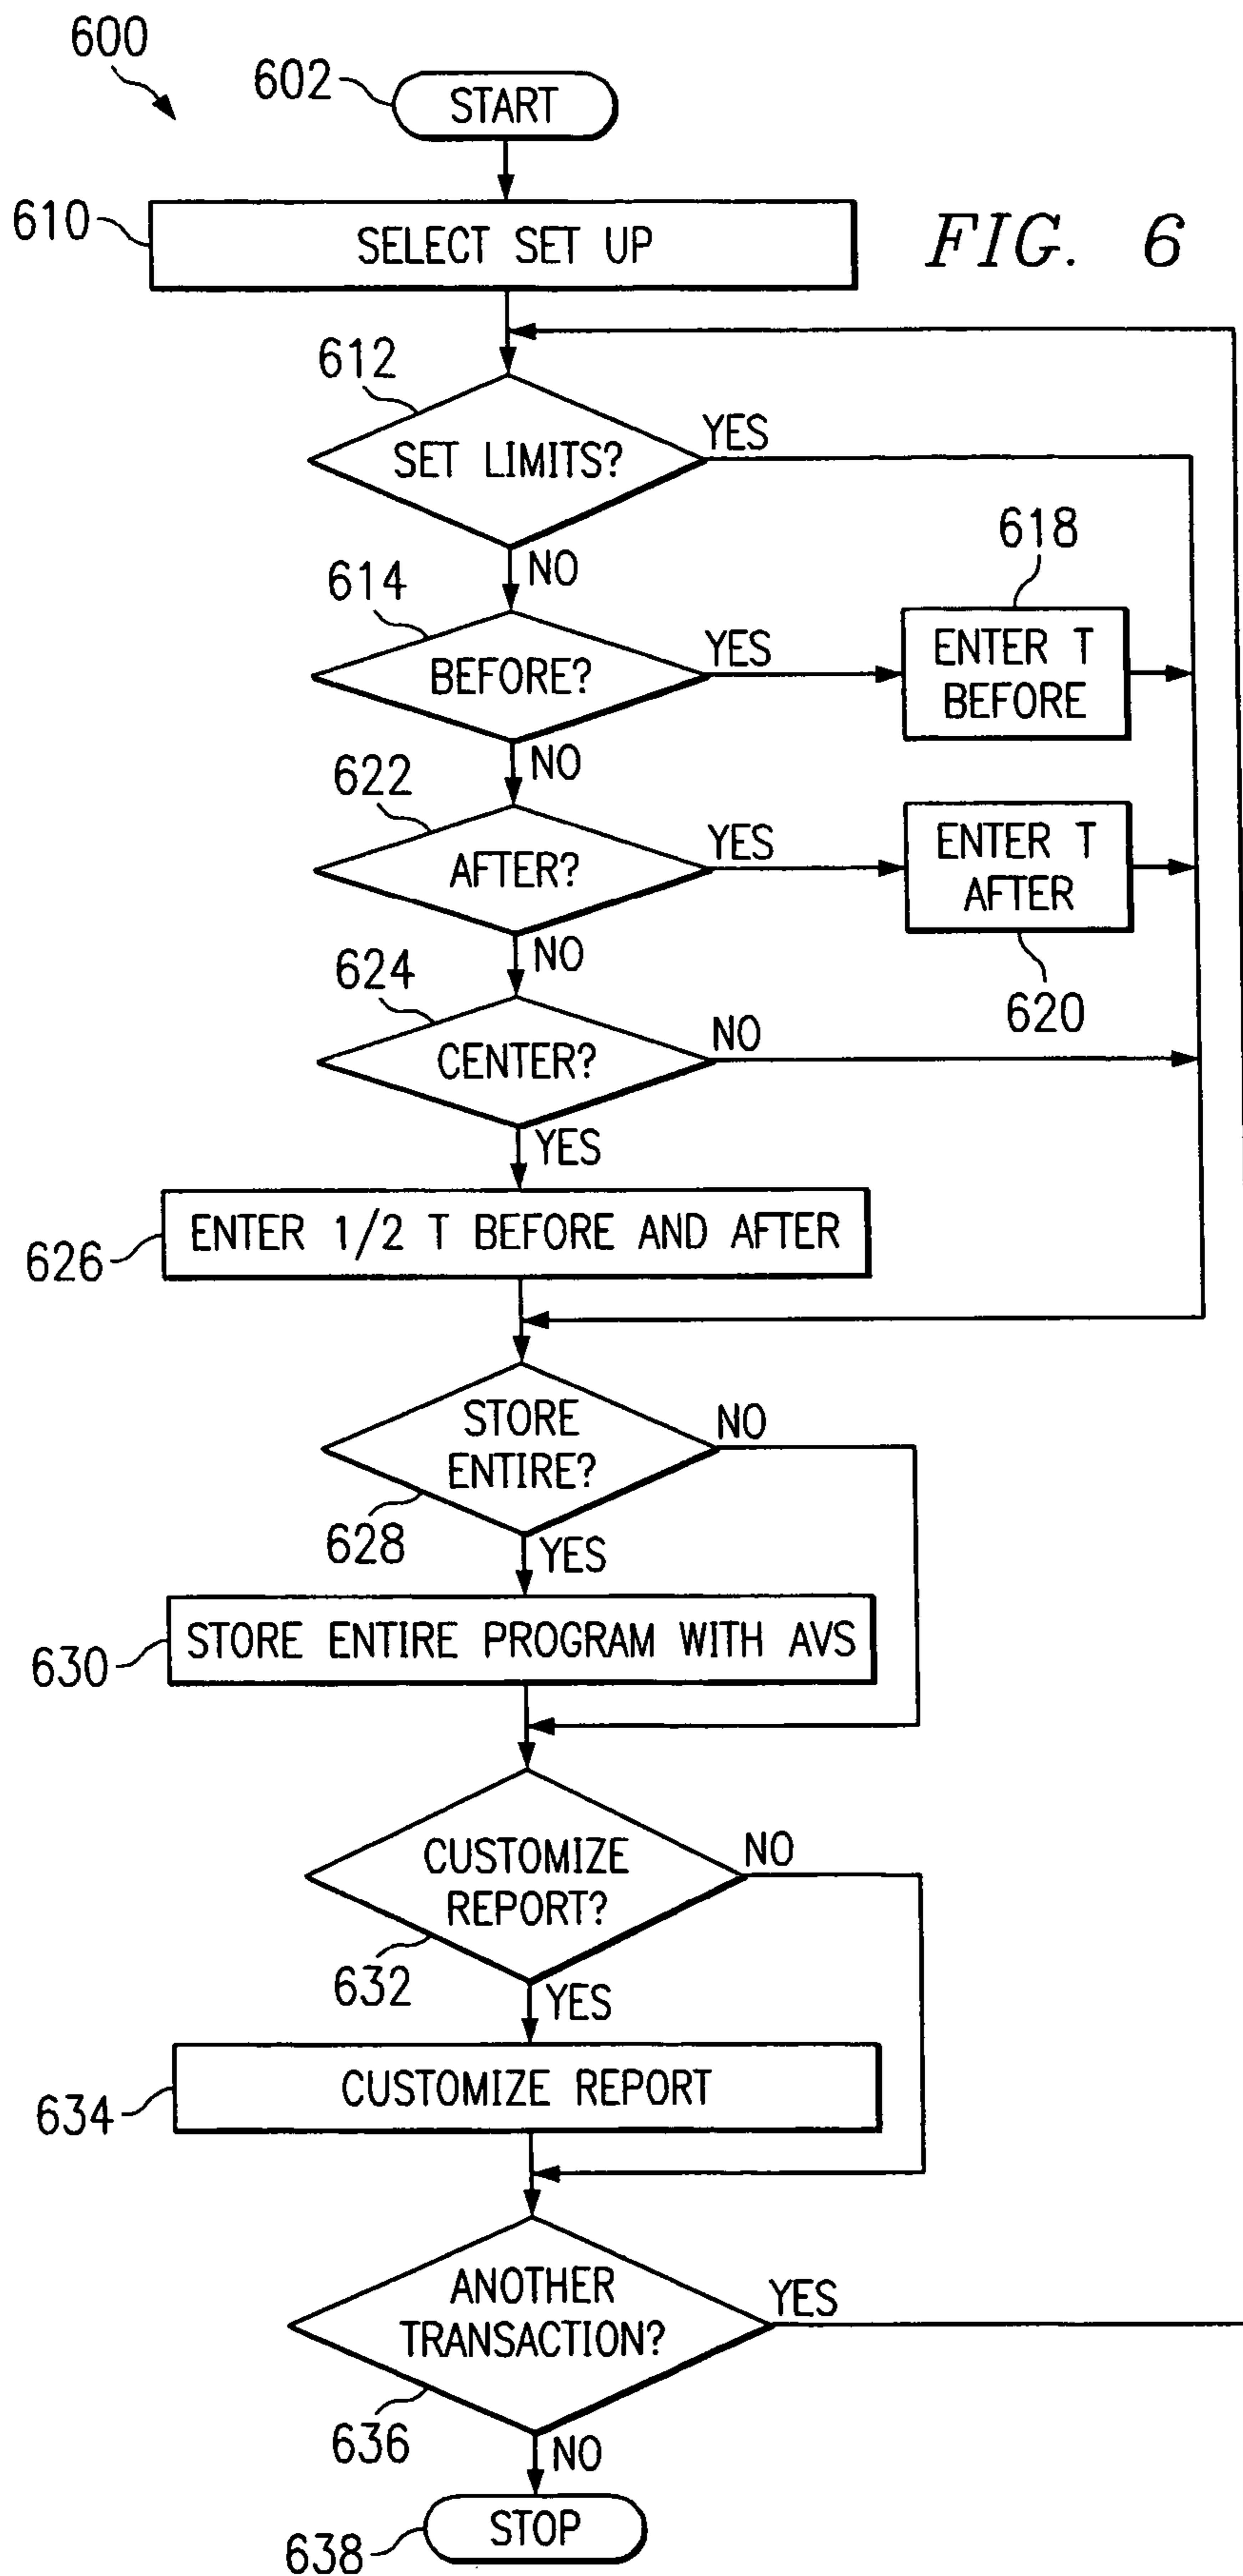 600
602
START
610
SELECT SET UP
FIG. 6
612
SET LIMITS?
YES
NO
614
BEFORE?
YES
618
ENTER T
BEFORE
NO
622
AFTER?
YES
ENTER T
AFTER
620
NO
624
CENTER?
NO
YES
626
ENTER 1/2 T BEFORE AND AFTER
STORE
ENTIRE?
NO
628
YES
630
STORE ENTIRE PROGRAM WITH AVS
CUSTOMIZE
REPORT?
NO
632
YES
634
CUSTOMIZE REPORT
ANOTHER
TRANSACTION?
YES
636
NO
638
STOP